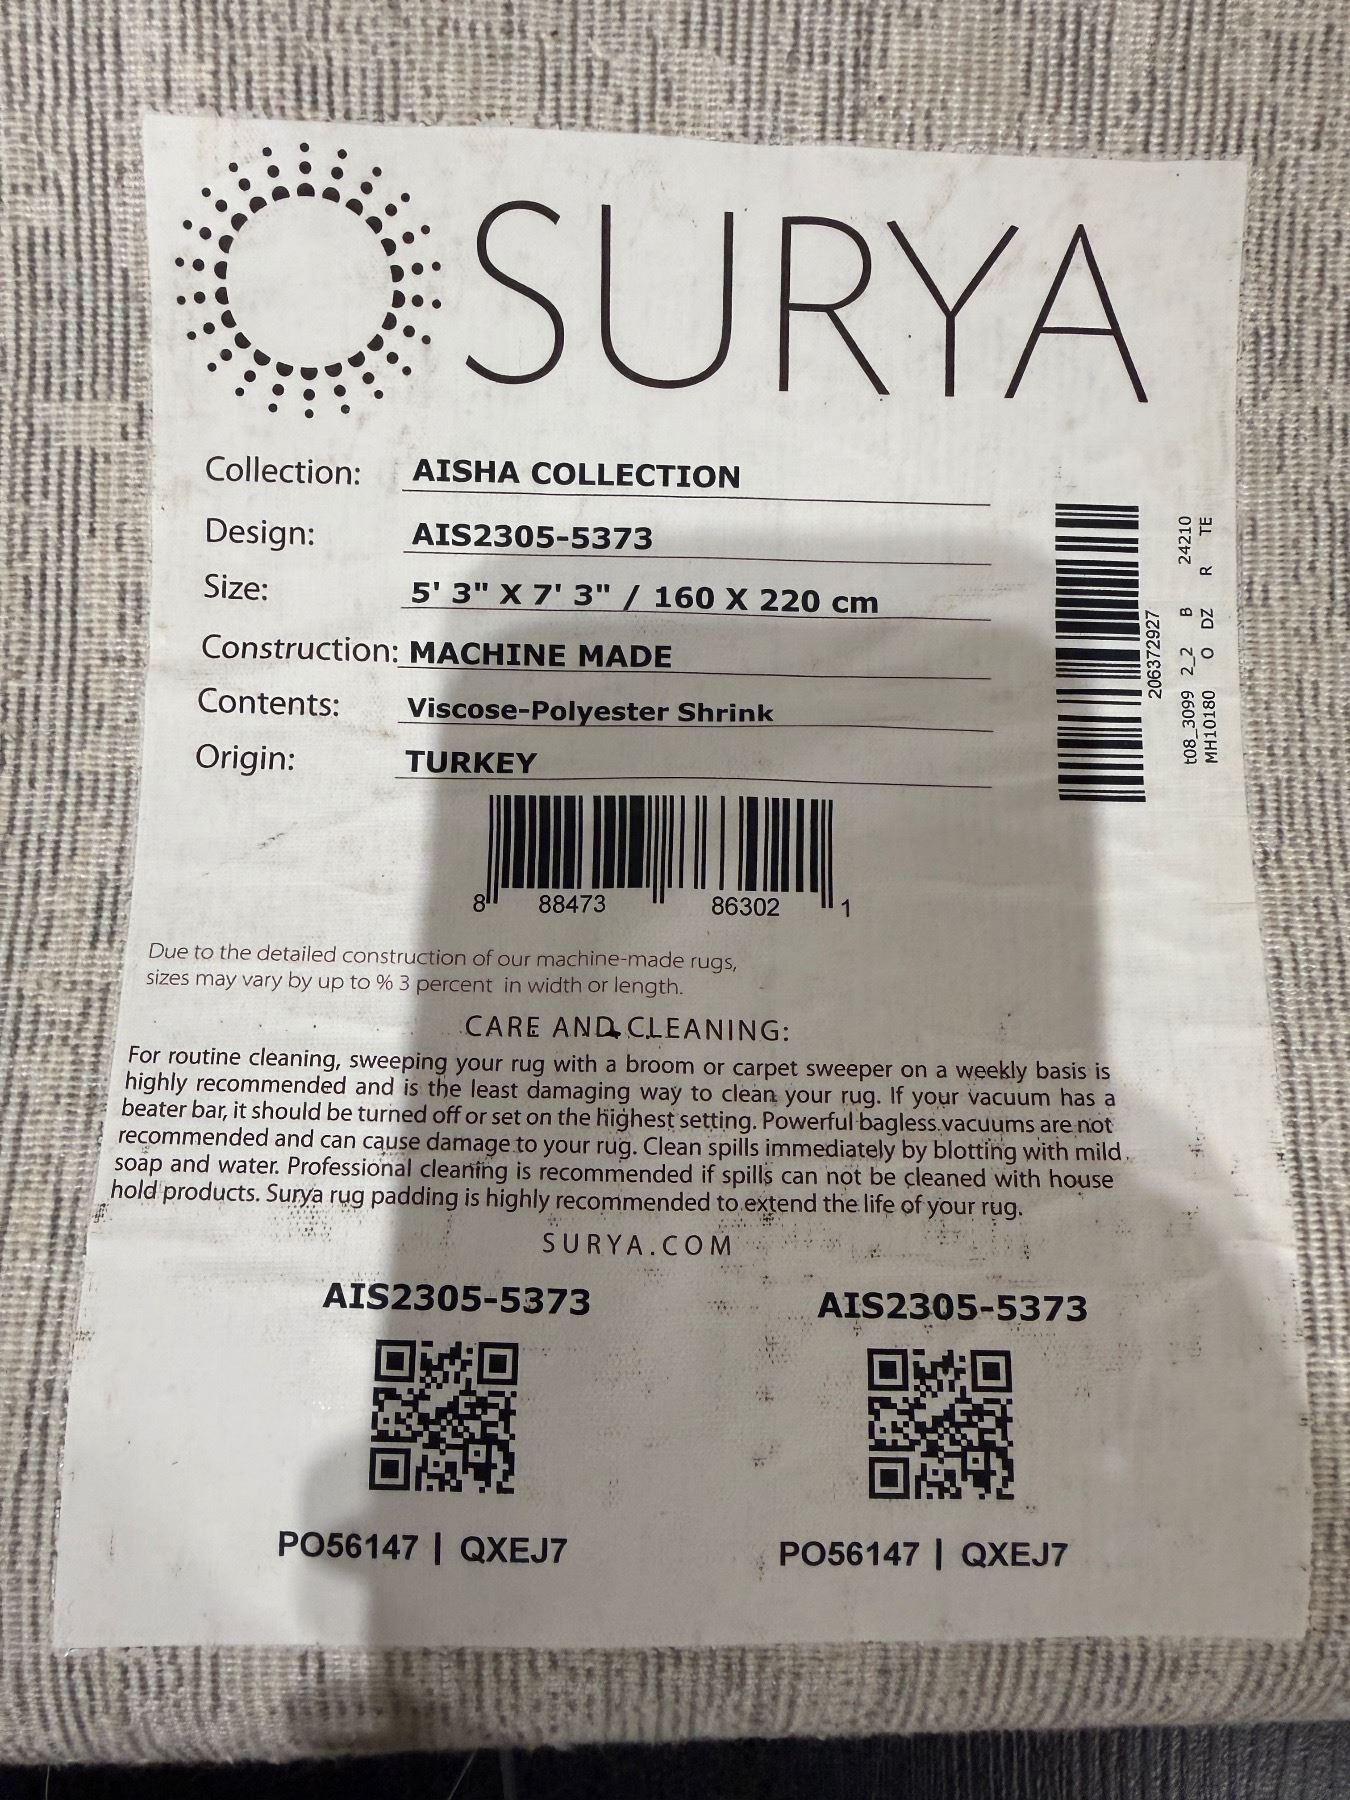 SURYA
Collection: AISHA COLLECTION
Design: AIS2305-5373
Size: 5' 3" X 7' 3" / 160 X 220 cm
Construction: MACHINE MADE
Contents: Viscose-Polyester Shrink
Origin: TURKEY
206372927
t08_3099 2_2 B 24210
MH10180 O DZ R TE
8 88473 86302 1
Due to the detailed construction of our machine-made rugs,
sizes may vary by up to % 3 percent in width or length.
CARE AND CLEANING:
For routine cleaning, sweeping your rug with a broom or carpet sweeper on a weekly basis is
highly recommended and is the least damaging way to clean your rug. If your vacuum has a
beater bar, it should be turned off or set on the highest setting. Powerful bagless vacuums are not
recommended and can cause damage to your rug. Clean spills immediately by blotting with mild
soap and water. Professional cleaning is recommended if spills can not be cleaned with house
hold products. Surya rug padding is highly recommended to extend the life of your rug.
SURYA.COM
AIS2305-5373 AIS2305-5373
PO56147 | QXEJ7 PO56147 | QXEJ7